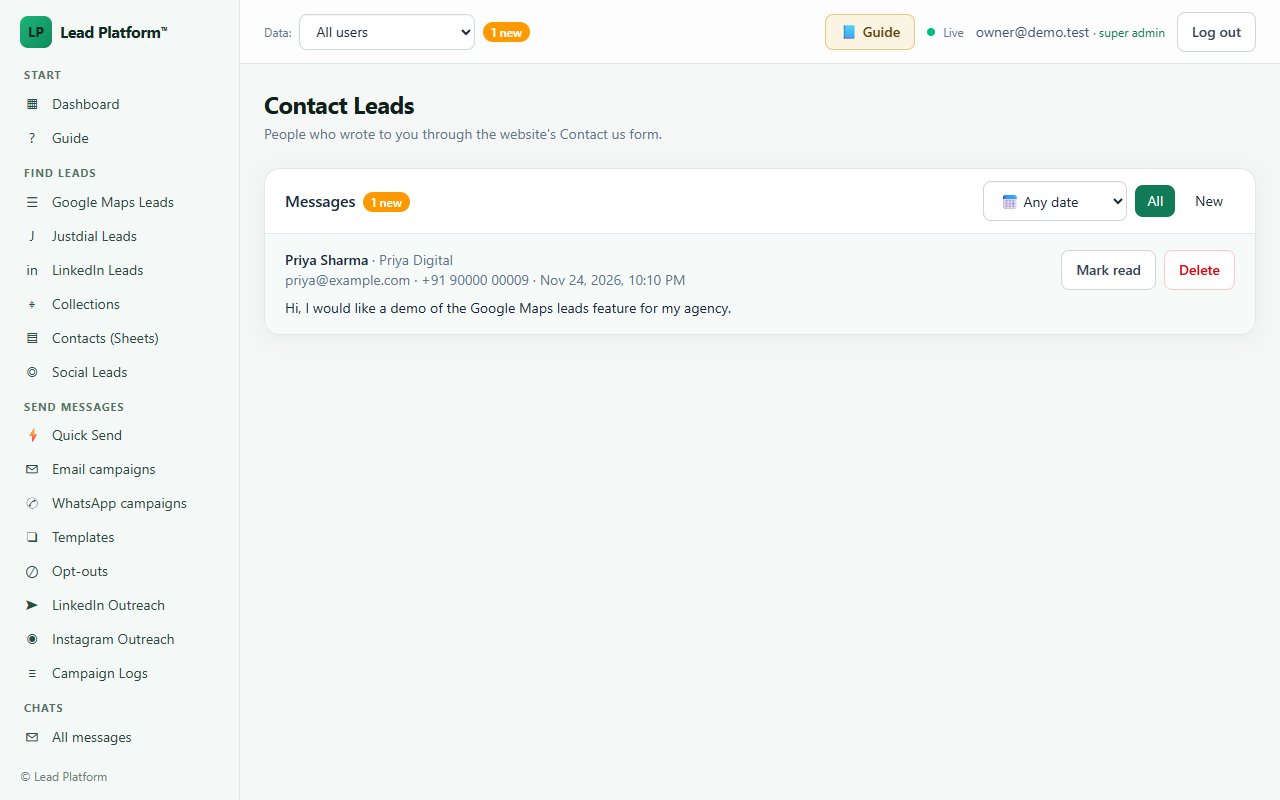 LP Lead Platform™
START
Dashboard
? Guide
FIND LEADS
Google Maps Leads
J Justdial Leads
in LinkedIn Leads
Collections
Contacts (Sheets)
Social Leads
SEND MESSAGES
Quick Send
Email campaigns
WhatsApp campaigns
Templates
Opt-outs
LinkedIn Outreach
Instagram Outreach
Campaign Logs
CHATS
All messages
© Lead Platform
Data: All users 1 new Guide Live owner@demo.test · super admin Log out
Contact Leads
People who wrote to you through the website's Contact us form.
Messages 1 new Any date All New
Priya Sharma · Priya Digital
priya@example.com · +91 90000 00009 · Nov 24, 2026, 10:10 PM
Mark read Delete
Hi, I would like a demo of the Google Maps leads feature for my agency.